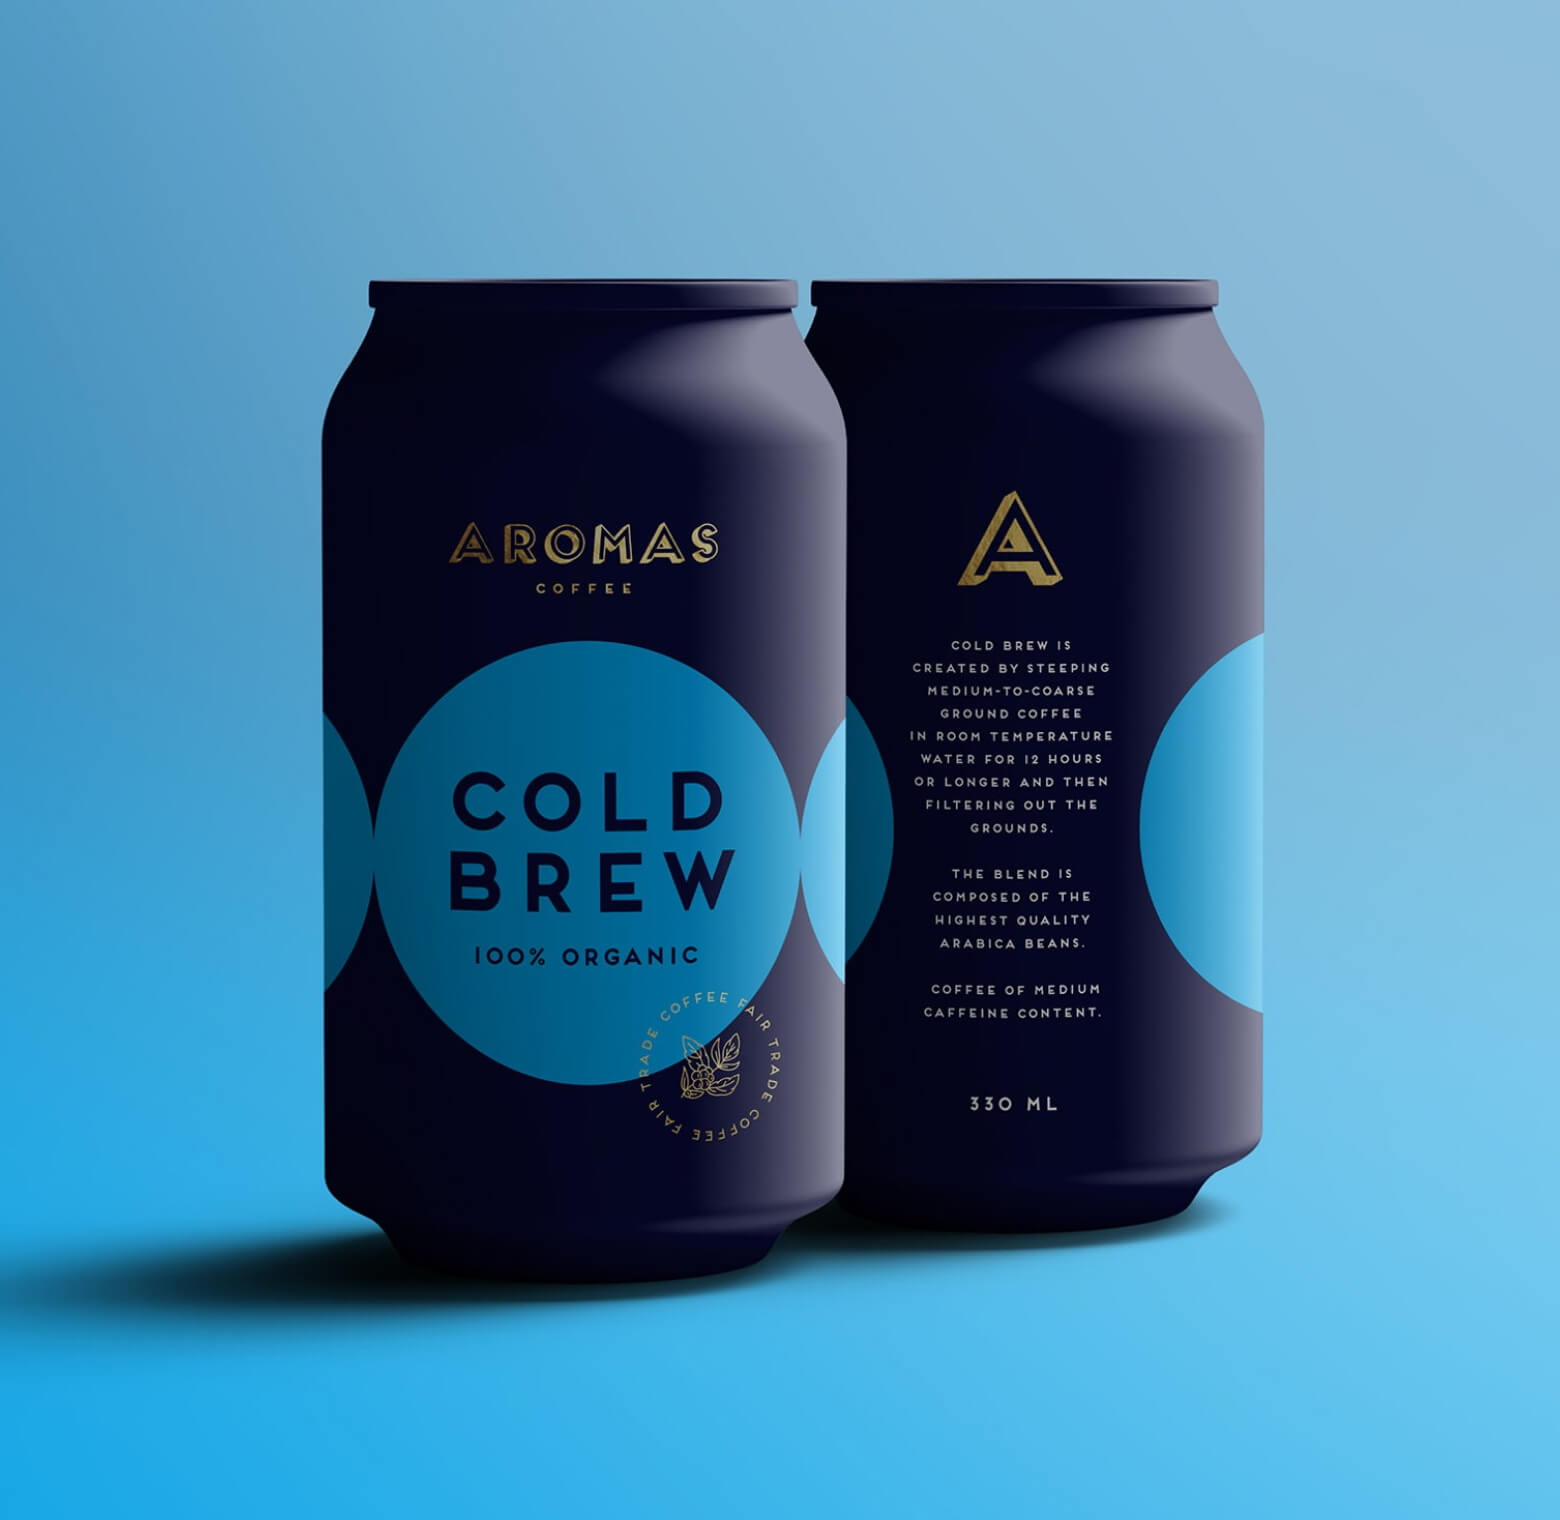 AROMAS
COFFEE
COLD
BREW
100% ORGANIC
FAIR TRADE COFFEE FAIR TRADE COFFEE
A
COLD BREW IS
CREATED BY STEEPING
MEDIUM-TO-COARSE
GROUND COFFEE
IN ROOM TEMPERATURE
WATER FOR 12 HOURS
OR LONGER AND THEN
FILTERING OUT THE
GROUNDS.
THE BLEND IS
COMPOSED OF THE
HIGHEST QUALITY
ARABICA BEANS.
COFFEE OF MEDIUM
CAFFEINE CONTENT.
330 ML